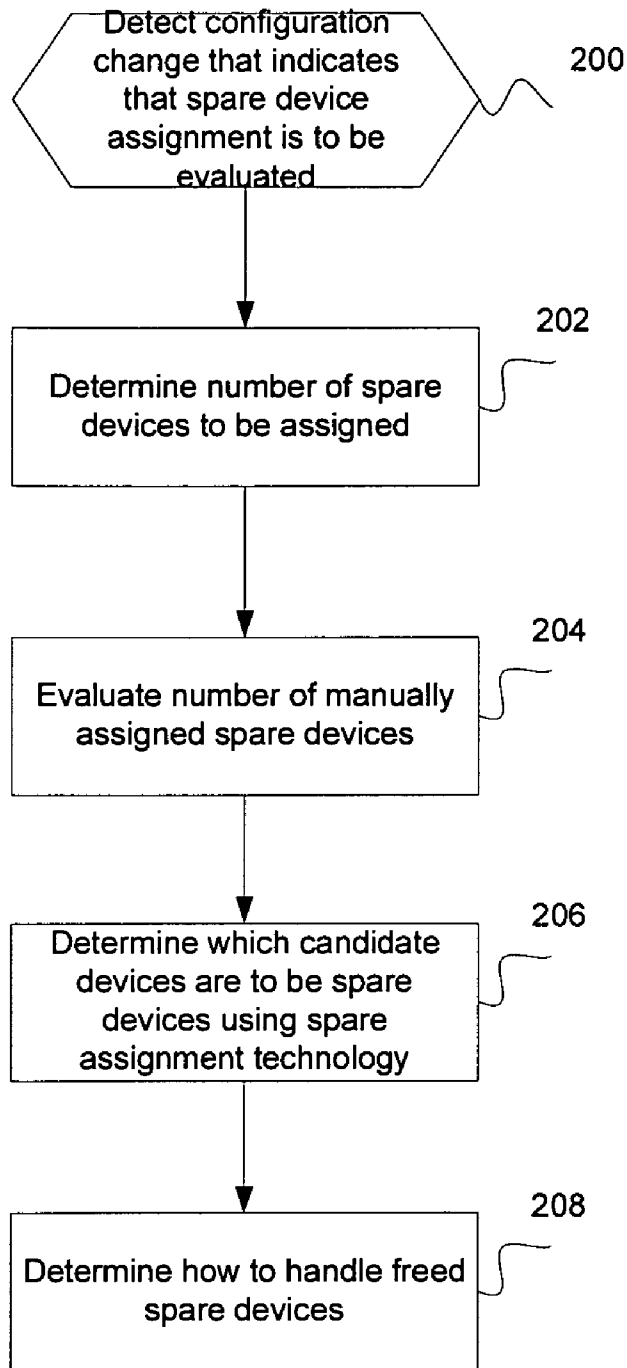 Detect configuration
change that indicates
that spare device
assignment is to be
evaluated
200
202
Determine number of spare
devices to be assigned
204
Evaluate number of manually
assigned spare devices
206
Determine which candidate
devices are to be spare
devices using spare
assignment technology
208
Determine how to handle freed
spare devices